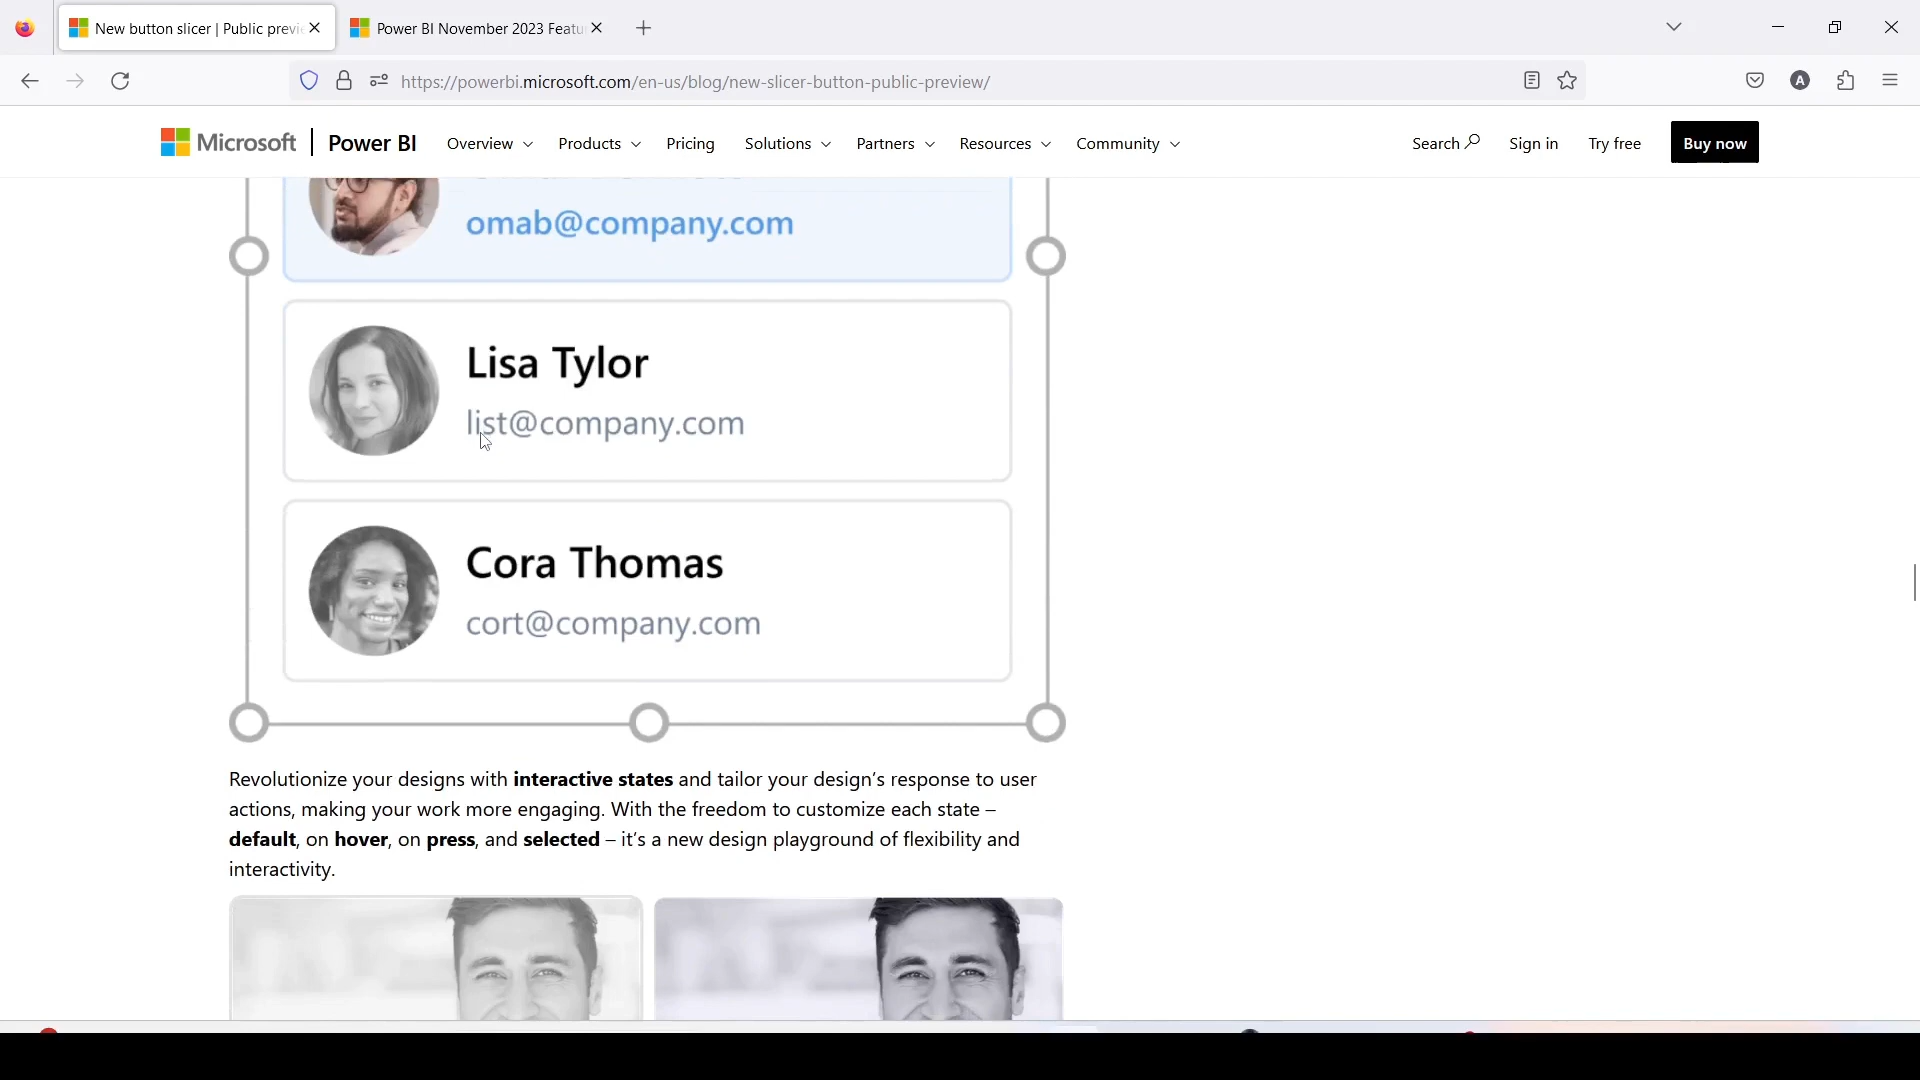 New button slicer | Public previe
Power BI November 2023 Featu
https://powerbi.microsoft.com/en-us/blog/new-slicer-button-public-preview/
A
Microsoft Power BI Overview Products Pricing Solutions Partners Resources Community Search Sign in Try free Buy now
omab@company.com
Lisa Tylor
list@company.com
Cora Thomas
cort@company.com
Revolutionize your designs with interactive states and tailor your design’s response to user
actions, making your work more engaging. With the freedom to customize each state –
default, on hover, on press, and selected – it’s a new design playground of flexibility and
interactivity.